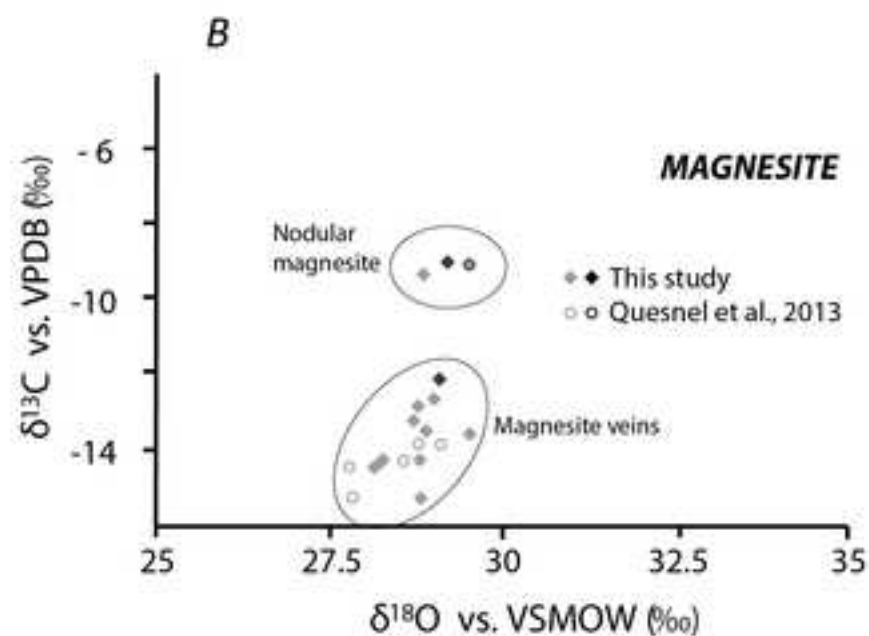 B
δ¹³C vs. VPDB (‰)
- 6
-10
-14
MAGNESITE
Nodular
magnesite
This study
Quesnel et al., 2013
Magnesite veins
25
27.5
30
32.5
35
δ¹⁸O vs. VSMOW (‰)